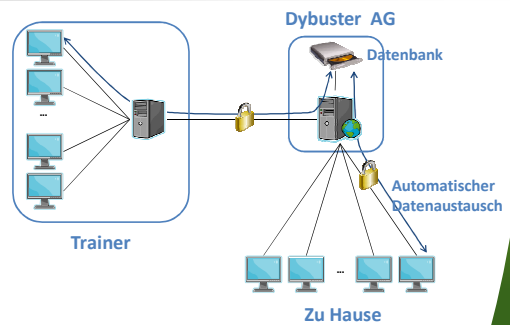 Dybuster AG
Datenbank
...
Automatischer
Datenaustausch
Trainer
...
Zu Hause